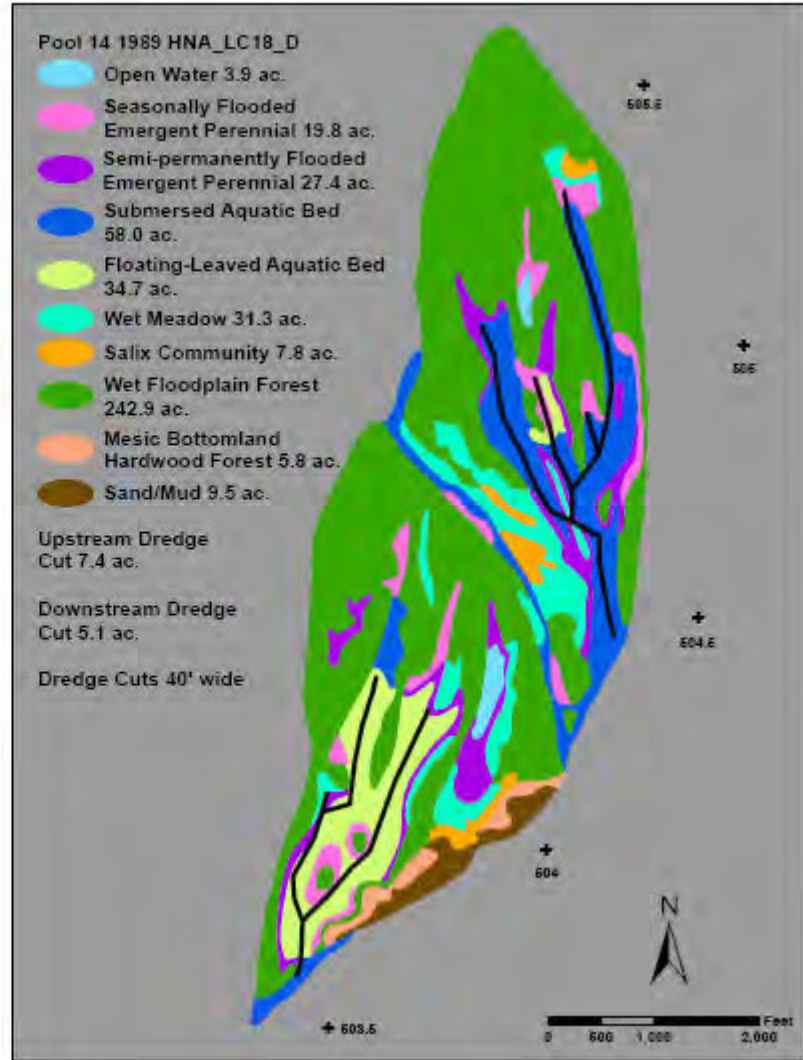 Pool 14 1989 HNA_LC18_D
Open Water 3.9 ac.
Seasonally Flooded
Emergent Perennial 19.8 ac.
Semi-permanently Flooded
Emergent Perennial 27.4 ac.
Submersed Aquatic Bed
58.0 ac.
Floating-Leaved Aquatic Bed
34.7 ac.
Wet Meadow 31.3 ac.
Salix Community 7.8 ac.
Wet Floodplain Forest
242.9 ac.
Mesic Bottomland
Hardwood Forest 5.8 ac.
Sand/Mud 9.5 ac.
Upstream Dredge
Cut 7.4 ac.
Downstream Dredge
Cut 5.1 ac.
Dredge Cuts 40' wide
505.5
505
504.5
504
503.5
N
Feet
0 500 1,000 2,000